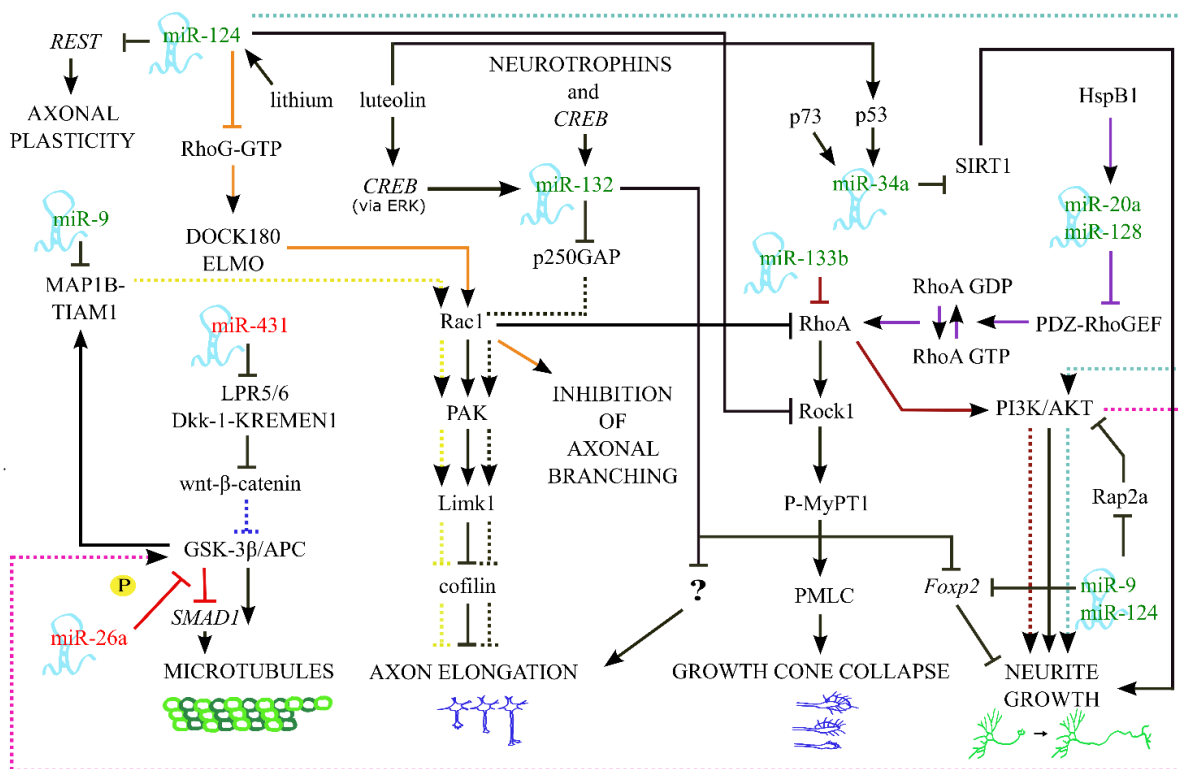 REST
miR-124
lithium
AXONAL
PLASTICITY
RhoG-GTP
luteolin
NEUROTROPHINS
and
CREB
p73
p53
HspB1
CREB
(via ERK)
miR-132
miR-34a
SIRT1
miR-9
miR-20a
miR-128
DOCK180
ELMO
p250GAP
miR-133b
MAP1B-
TIAM1
miR-431
Rac1
RhoA
RhoA GDP
RhoA GTP
PDZ-RhoGEF
LPR5/6
Dkk-1-KREMEN1
PAK
INHIBITION
OF
AXONAL
BRANCHING
Rock1
PI3K/AKT
wnt-β-catenin
Limk1
P-MyPT1
Rap2a
GSK-3β/APC
P
cofilin
?
PMLC
Foxp2
miR-9
miR-124
SMAD1
miR-26a
MICROTUBULES
AXON ELONGATION
GROWTH CONE COLLAPSE
NEURITE
GROWTH